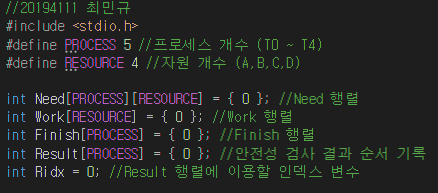 //20194111 최민규
#include <stdio.h>
#define PROCESS 5 //프로세스 개수 (T0 ~ T4)
#define RESOURCE 4 //자원 개수 (A,B,C,D)
int Need[PROCESS][RESOURCE] = { 0 }; //Need 행렬
int Work[RESOURCE] = { 0 }; //Work 행렬
int Finish[PROCESS] = { 0 }; //Finish 행렬
int Result[PROCESS] = { 0 }; //안전성 검사 결과 순서 기록
int Ridx = 0; //Result 행렬에 이용할 인덱스 변수